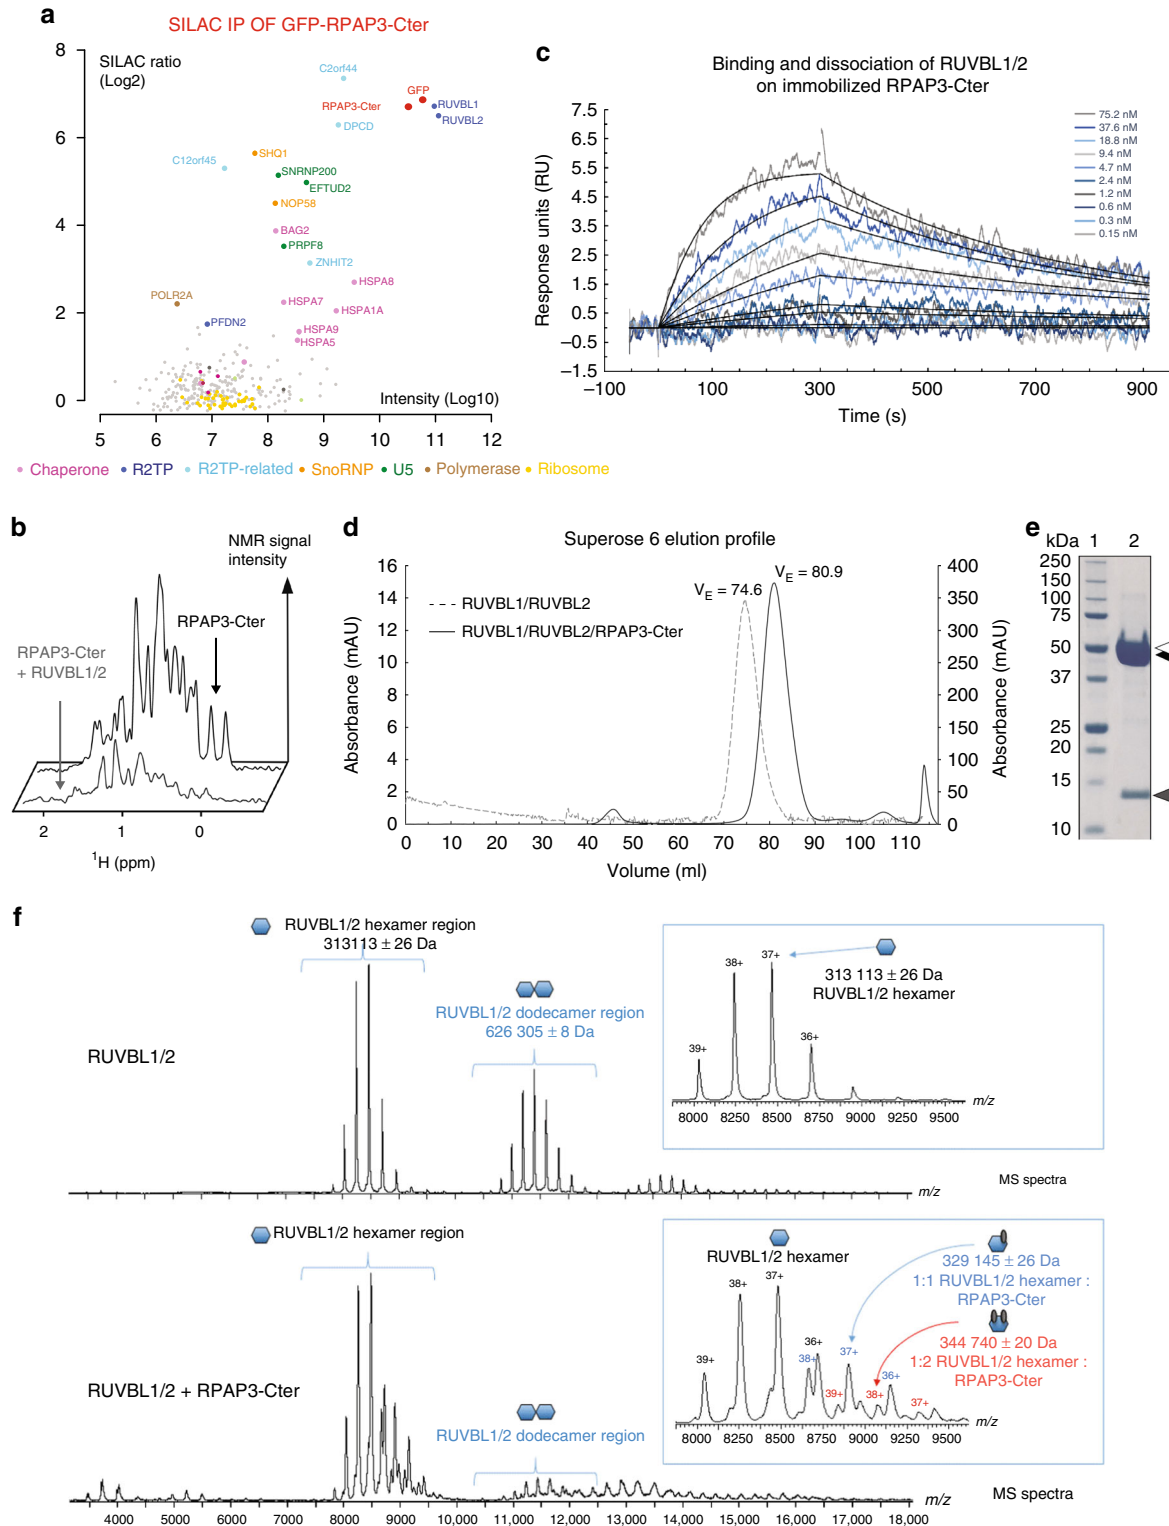 a
SILAC IP OF GFP-RPAP3-Cter
SILAC ratio
(Log2)
8
6
4
2
0
C2orf44
GFP
RPAP3-Cter
RUVBL1
RUVBL2
DPCD
SHQ1
C12orf45
SNRNP200
EFTUD2
NOP58
BAG2
PRPF8
ZNHIT2
HSPA8
POLR2A
HSPA7
HSPA1A
PFDN2
HSPA9
HSPA5
Intensity (Log10)
5 6 7 8 9 10 11 12
Chaperone R2TP R2TP-related SnoRNP U5 Polymerase Ribosome
c
Binding and dissociation of RUVBL1/2
on immobilized RPAP3-Cter
Response units (RU)
7.5
6.5
5.5
4.5
3.5
2.5
1.5
0.5
−0.5
−1.5
75.2 nM
37.6 nM
18.8 nM
9.4 nM
4.7 nM
2.4 nM
1.2 nM
0.6 nM
0.3 nM
0.15 nM
−100 100 300 500 700 900
Time (s)
b
NMR signal
intensity
RPAP3-Cter
RPAP3-Cter
+ RUVBL1/2
2 1 0
1H (ppm)
d
Superose 6 elution profile
Absorbance (mAU)
16
14
12
10
8
6
4
2
0
RUVBL1/RUVBL2
RUVBL1/RUVBL2/RPAP3-Cter
VE = 74.6
VE = 80.9
400
350
300
250
200
150
100
50
0
Absorbance (mAU)
0 10 20 30 40 50 60 70 80 90 100 110
Volume (ml)
e
kDa 1 2
250
150
100
75
50
37
25
20
15
10
f
RUVBL1/2 hexamer region
313113 ± 26 Da
RUVBL1/2 dodecamer region
626 305 ± 8 Da
RUVBL1/2
37+
38+
313 113 ± 26 Da
RUVBL1/2 hexamer
39+
36+
8000 8250 8500 8750 9000 9250 9500
m/z
m/z
MS spectra
RUVBL1/2 hexamer region
RUVBL1/2 + RPAP3-Cter
RUVBL1/2 dodecamer region
RUVBL1/2 hexamer
37+
38+
39+
36+
38+
37+
36+
39+
38+
37+
329 145 ± 26 Da
1:1 RUVBL1/2 hexamer :
RPAP3-Cter
344 740 ± 20 Da
1:2 RUVBL1/2 hexamer :
RPAP3-Cter
8000 8250 8500 8750 9000 9250 9500
m/z
m/z
MS spectra
4000 5000 6000 7000 8000 9000 10,000 11,000 12,000 13,000 14,000 15,000 16,000 17,000 18,000